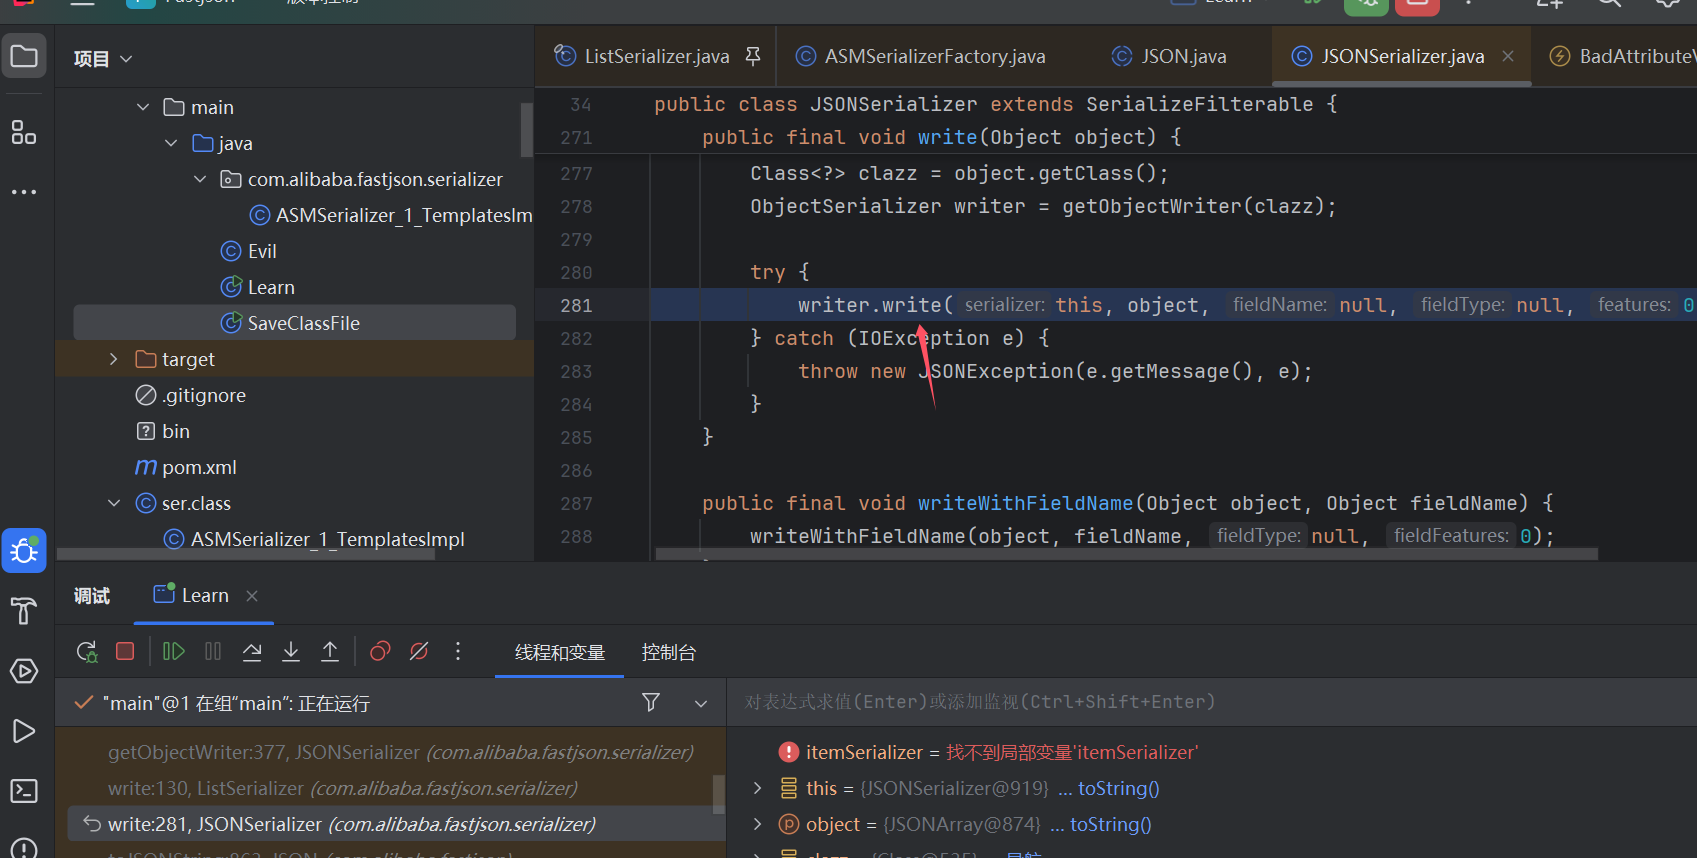 Fastjson
版本控制
Learn
项目
ListSerializer.java
ASMSerializerFactory.java
JSON.java
JSONSerializer.java
BadAttributeV
main
java
com.alibaba.fastjson.serializer
ASMSerializer_1_TemplatesIm
Evil
Learn
SaveClassFile
target
.gitignore
bin
pom.xml
ser.class
ASMSerializer_1_TemplatesImpl
34 public class JSONSerializer extends SerializeFilterable {
271 public final void write(Object object) {
277 Class<?> clazz = object.getClass();
278 ObjectSerializer writer = getObjectWriter(clazz);
279
280 try {
281 writer.write( serializer: this, object, fieldName: null, fieldType: null, features: 0
282 } catch (IOException e) {
283 throw new JSONException(e.getMessage(), e);
284 }
285 }
286
287 public final void writeWithFieldName(Object object, Object fieldName) {
288 writeWithFieldName(object, fieldName, fieldType: null, fieldFeatures: 0);
调试
Learn
线程和变量
控制台
"main"@1 在组“main”: 正在运行
对表达式求值(Enter)或添加监视(Ctrl+Shift+Enter)
getObjectWriter:377, JSONSerializer (com.alibaba.fastjson.serializer)
write:130, ListSerializer (com.alibaba.fastjson.serializer)
write:281, JSONSerializer (com.alibaba.fastjson.serializer)
itemSerializer = 找不到局部变量'itemSerializer'
this = {JSONSerializer@919} ... toString()
object = {JSONArray@874} ... toString()